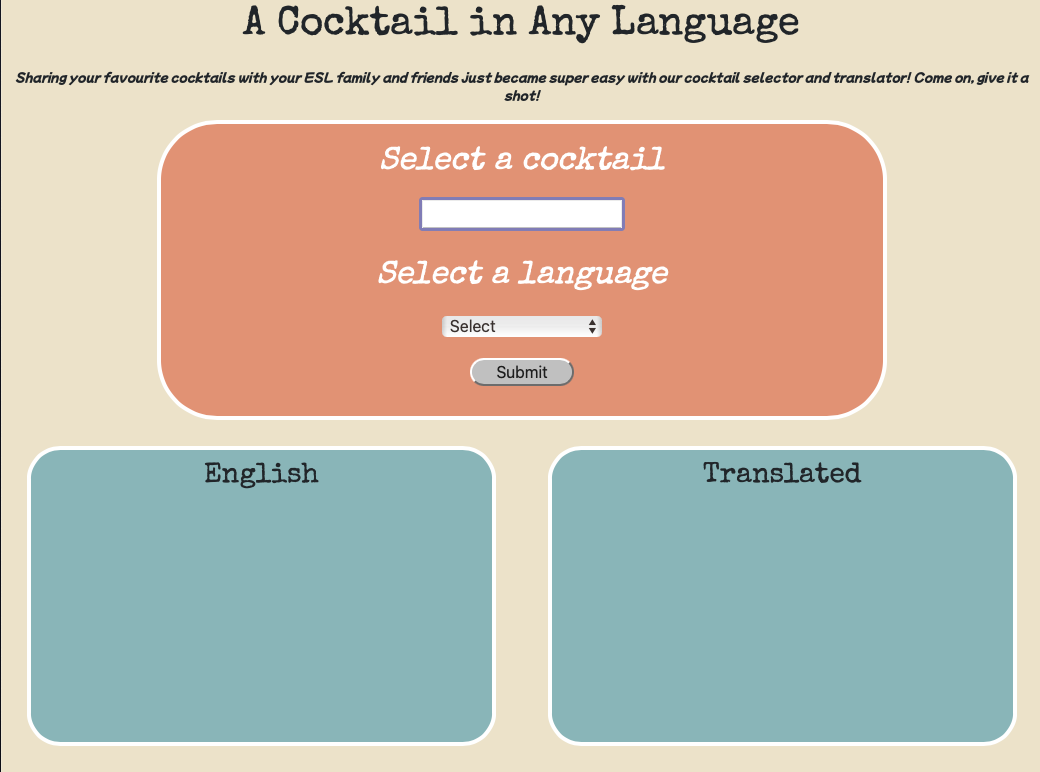 A Cocktail in Any Language
Sharing your favourite cocktails with your ESL family and friends Just became super easy with our cocktail selector and translator! Come on, give it a
shot!
Select a cocktail
Select a language
Select
Submit
English
Translated